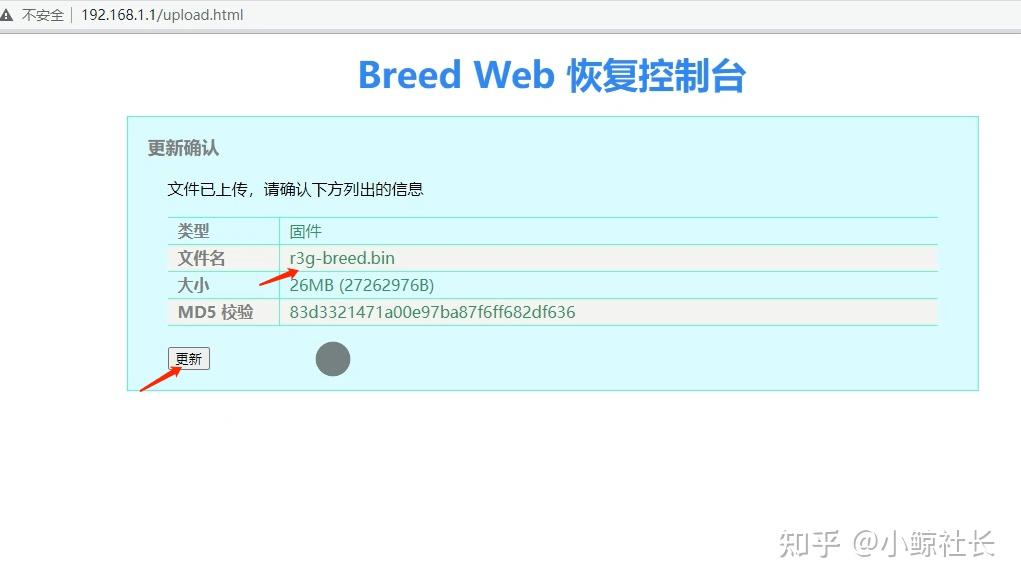 不安全 192.168.1.1/upload.html
Breed Web 恢复控制台
更新确认
文件已上传，请确认下方列出的信息
类型 固件
文件名 r3g-breed.bin
大小 26MB (27262976B)
MD5 校验 83d3321471a00e97ba87f6ff682df636
更新
知乎 @小鲸社长